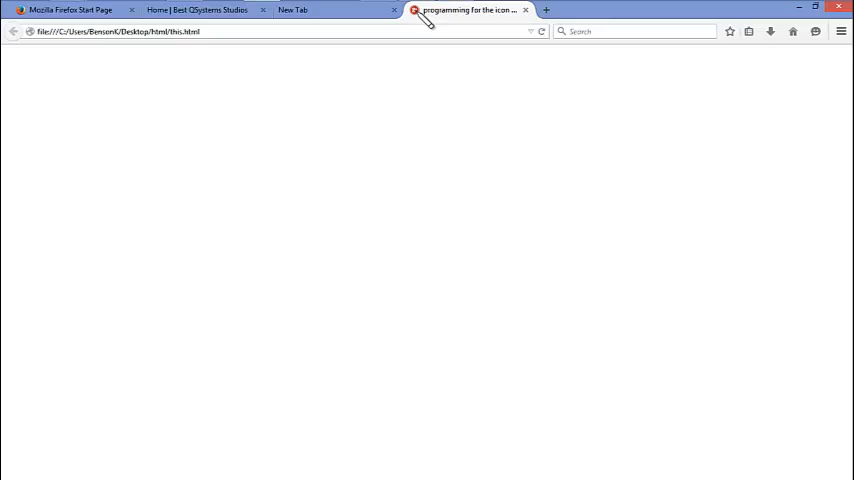 Mozilla Firefox Start Page
Home | Best QSystems Studios
New Tab
programming for the icon ...
file:///C:/Users/BensonK/Desktop/html/this.html
Search